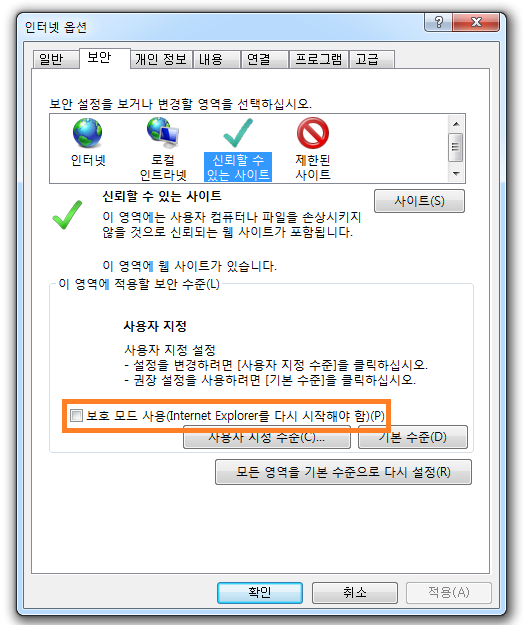 인터넷 옵션
일반 보안 개인 정보 내용 연결 프로그램 고급
보안 설정을 보거나 변경할 영역을 선택하십시오.
인터넷
로컬
인트라넷
신뢰할 수
있는 사이트
제한된
사이트
신뢰할 수 있는 사이트
사이트(S)
이 영역에는 사용자 컴퓨터나 파일을 손상시키지
않을 것으로 신뢰되는 웹 사이트가 포함됩니다.
이 영역에 웹 사이트가 있습니다.
이 영역에 적용할 보안 수준(L)
사용자 지정
사용자 지정 설정
- 설정을 변경하려면 [사용자 지정 수준]을 클릭하십시오.
- 권장 설정을 사용하려면 [기본 수준]을 클릭하십시오.
보호 모드 사용(Internet Explorer를 다시 시작해야 함)(P)
사용자 지정 수준(C)... 기본 수준(D)
모든 영역을 기본 수준으로 다시 설정(R)
확인 취소 적용(A)